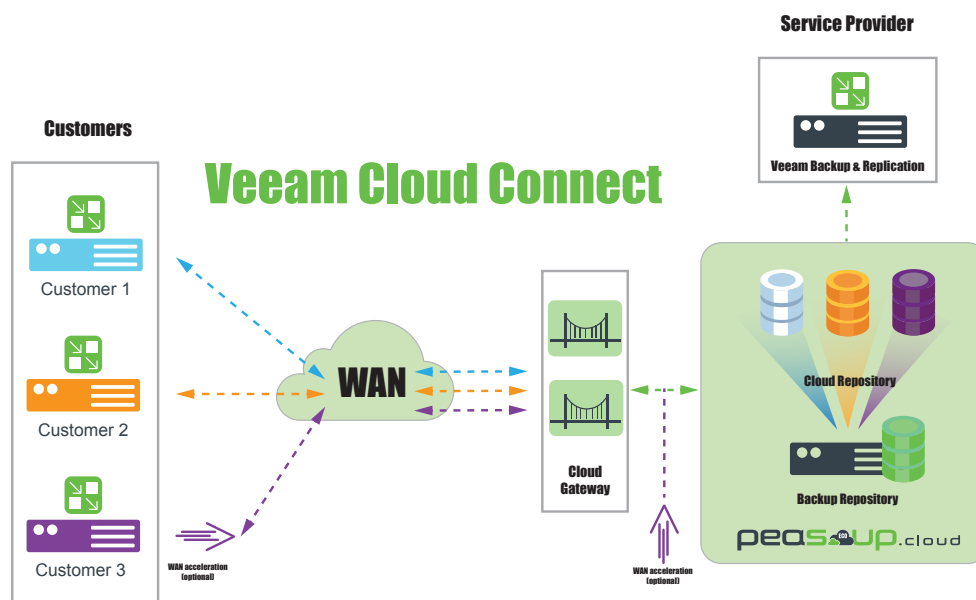 Service Provider
Veeam Backup & Replication
Customers
Veeam Cloud Connect
Customer 1
Customer 2
Customer 3
WAN acceleration
(optional)
WAN
Cloud
Gateway
WAN acceleration
(optional)
Cloud Repository
Backup Repository
peasoup.cloud
ECO